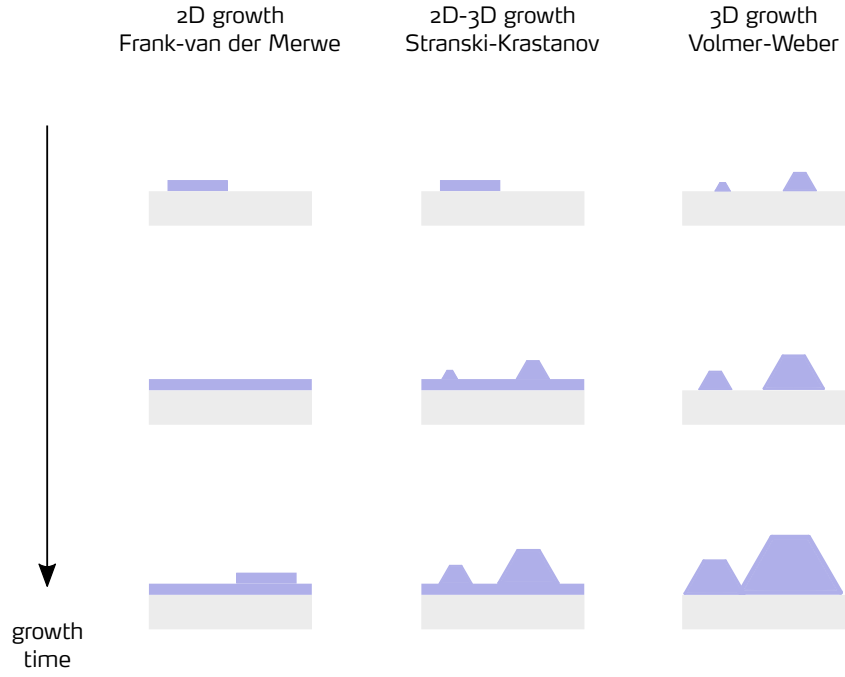 2D growth
Frank-van der Merwe
2D-3D growth
Stranski-Krastanov
3D growth
Volmer-Weber
growth
time